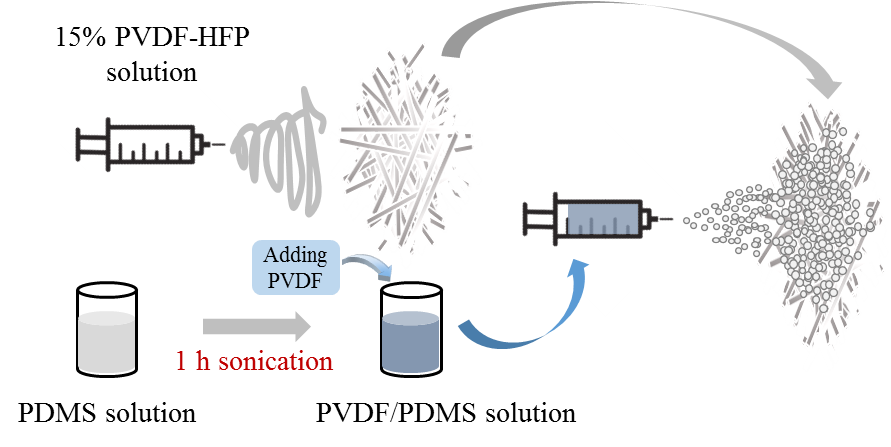 15% PVDF-HFP
solution
Adding
PVDF
1 h sonication
PDMS solution
PVDF/PDMS solution